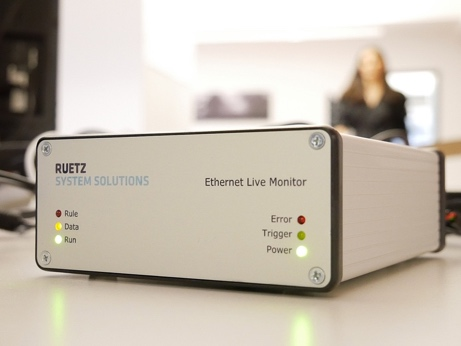 RUETZ
SYSTEM SOLUTIONS
Ethernet Live Monitor
Rule
Data
Run
Error
Trigger
Power